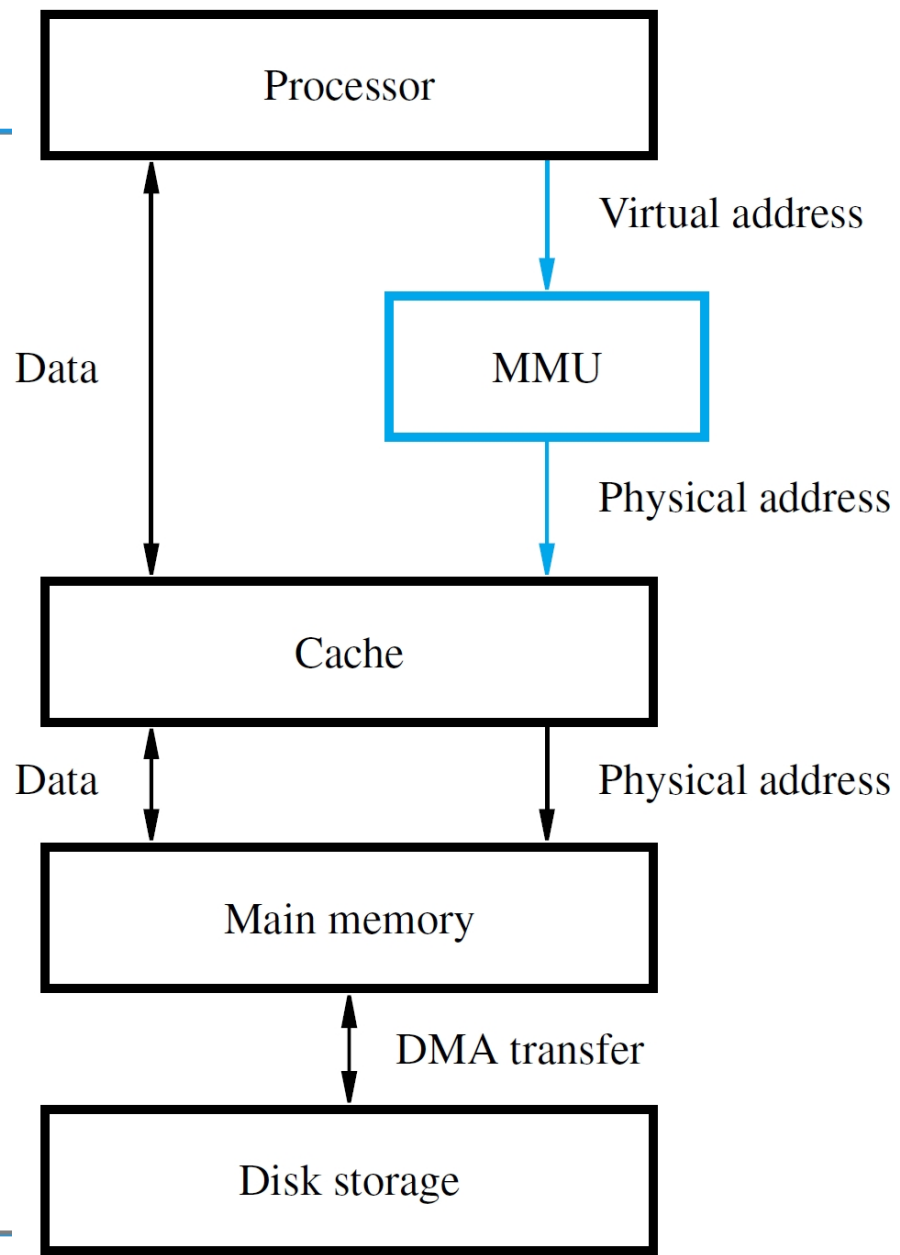 Processor
Virtual address
Data
MMU
Physical address
Cache
Data
Physical address
Main memory
DMA transfer
Disk storage